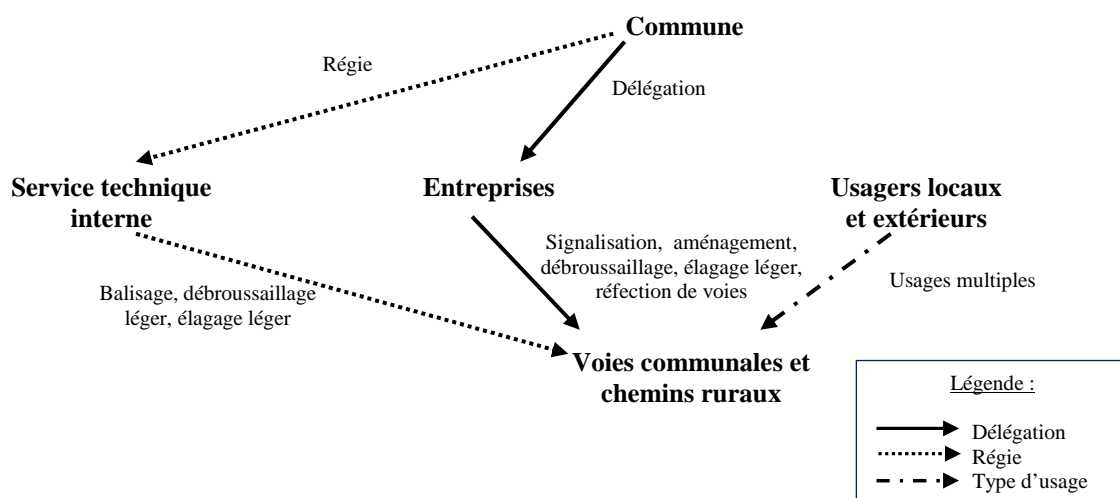 Commune
Régie
Délégation
Service technique
interne
Entreprises
Usagers locaux
et extérieurs
Signalisation, aménagement,
débroussaillage, élagage léger,
réfection de voies
Usages multiples
Balisage, débroussaillage
léger, élagage léger
Voies communales et
chemins ruraux
Légende :
Délégation
Régie
Type d’usage